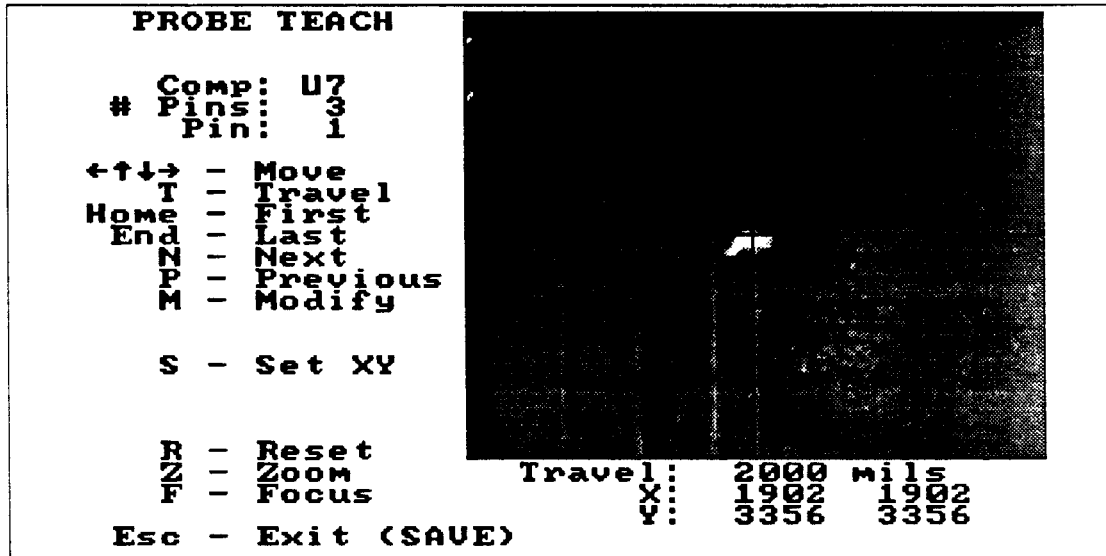 PROBE TEACH
Comp: U7
# Pins: 3
Pin: 1
←↑↓→ - Move
T - Travel
Home - First
End - Last
N - Next
P - Previous
M - Modify
S - Set XY
R - Reset
Z - Zoom
F - Focus
Esc - Exit (SAVE)
Travel: 2000 mils
X: 1902 1902
Y: 3356 3356